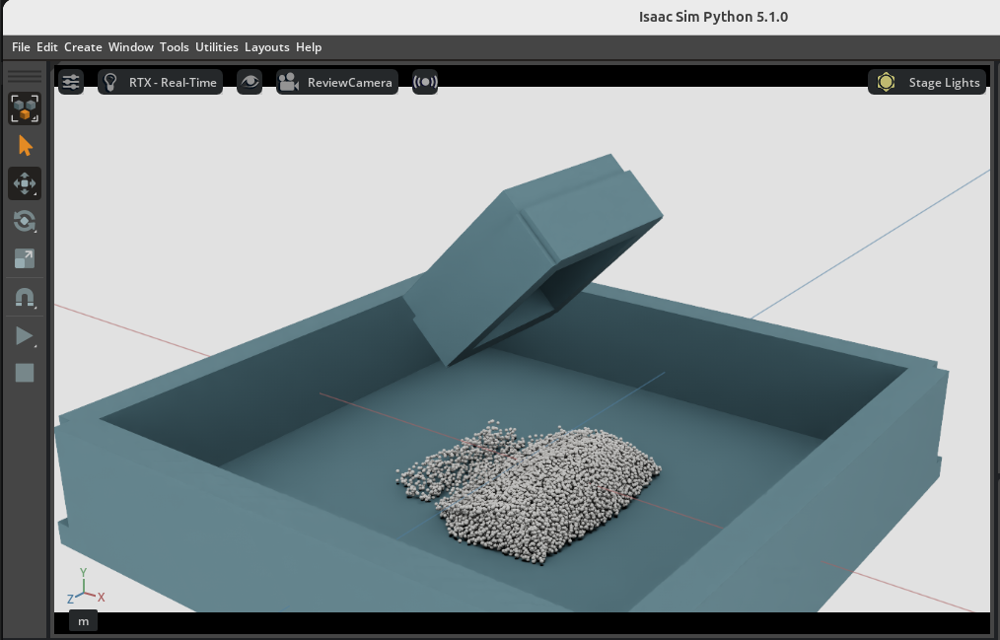 Isaac Sim Python 5.1.0
File Edit Create Window Tools Utilities Layouts Help
RTX - Real-Time ReviewCamera Stage Lights
Y
Z X
m